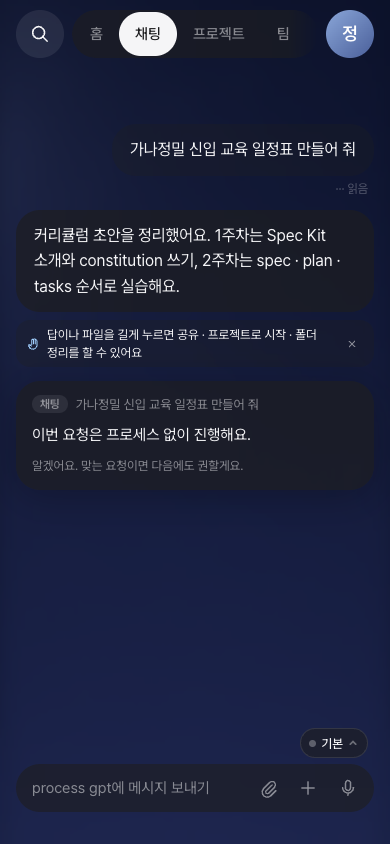 홈 채팅 프로젝트 팀 정
가나정밀 신입 교육 일정표 만들어 줘
··· 읽음
커리큘럼 초안을 정리했어요. 1주차는 Spec Kit
소개와 constitution 쓰기, 2주차는 spec · plan ·
tasks 순서로 실습해요.
답이나 파일을 길게 누르면 공유 · 프로젝트로 시작 · 폴더
정리를 할 수 있어요
채팅 가나정밀 신입 교육 일정표 만들어 줘
이번 요청은 프로세스 없이 진행해요.
알겠어요. 맞는 요청이면 다음에도 권할게요.
기본
process gpt에 메시지 보내기